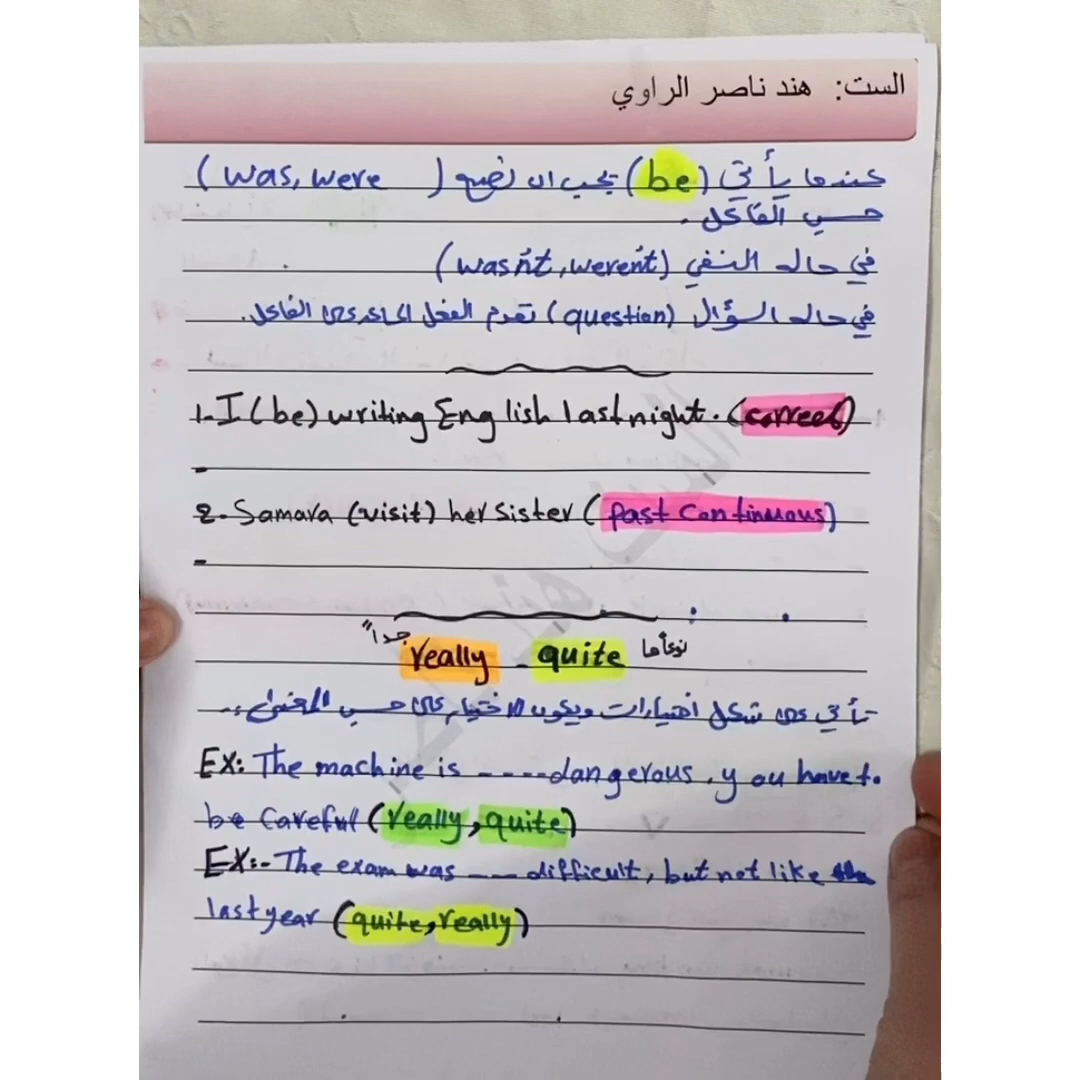 الست: هند ناصر الراوي
عندما يأتي (be) يجب ان نضع (was, were)
حسب الفاعل.
في حاله النفي (wasn't, weren't)
في حاله السؤال (question) نقدم الفعل المساعد على الفاعل.
1- I (be) writing English last night. (correct)
-
2. Samara (visit) her sister (past continuous)
-
جداً really - quite نوعاً ما
تأتي على شكل اختيارات ويكون الاختيار على حسب المعنى
EX: The machine is ---- dangerous, you have to
be careful (really, quite)
EX:- The exam was --- difficult, but not like the
last year (quite, really)